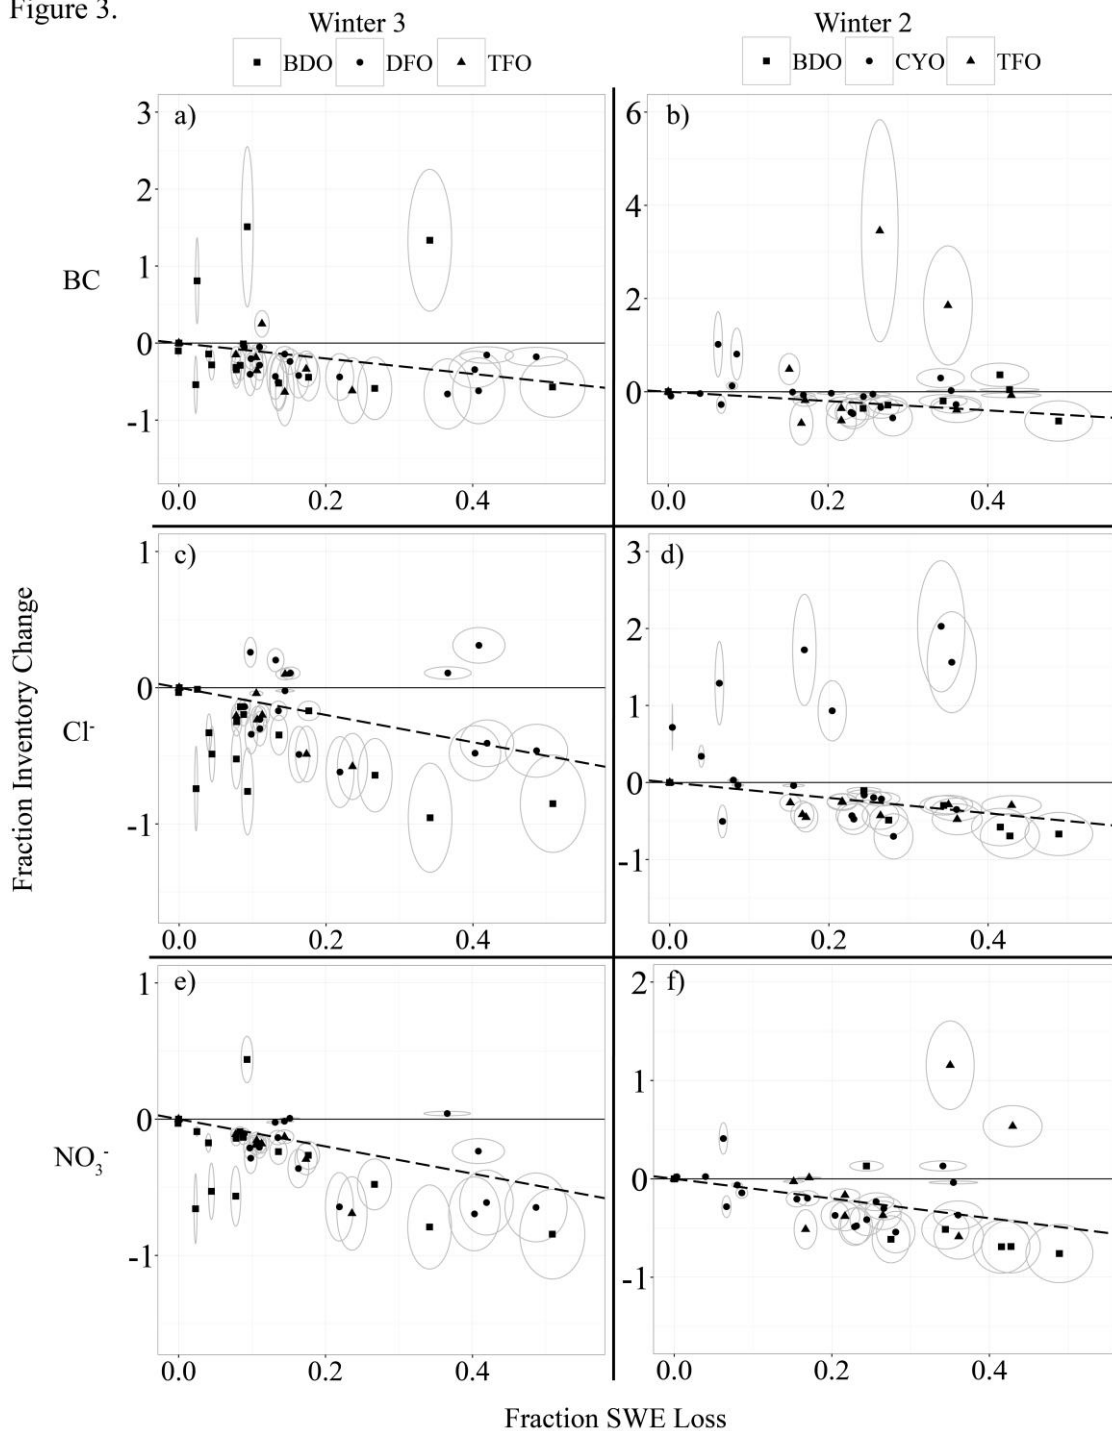 Figure 3.
Winter 3
Winter 2
BDO DFO TFO
BDO CYO TFO
a)
3
2
1
0
-1
BC
0.0 0.2 0.4
b)
6
4
2
0
0.0 0.2 0.4
Fraction Inventory Change
c)
1
0
-1
Cl⁻
0.0 0.2 0.4
d)
3
2
1
0
-1
0.0 0.2 0.4
e)
1
0
-1
NO₃⁻
0.0 0.2 0.4
f)
2
1
0
-1
0.0 0.2 0.4
Fraction SWE Loss